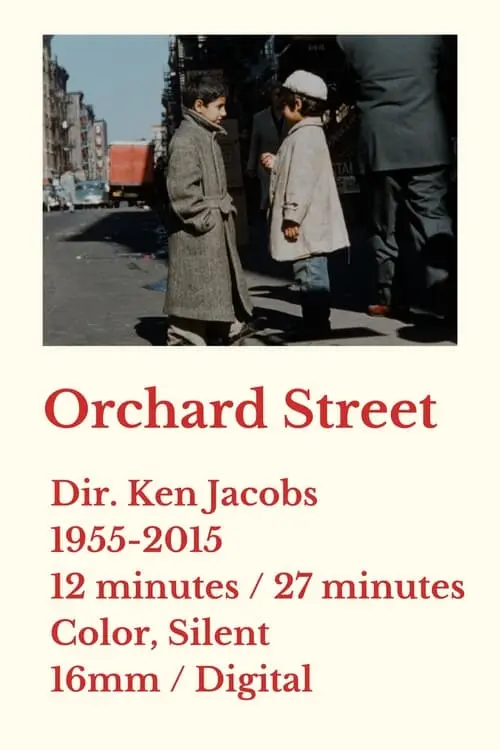 Orchard Street
Dir. Ken Jacobs
1955-2015
12 minutes / 27 minutes
Color, Silent
16mm / Digital